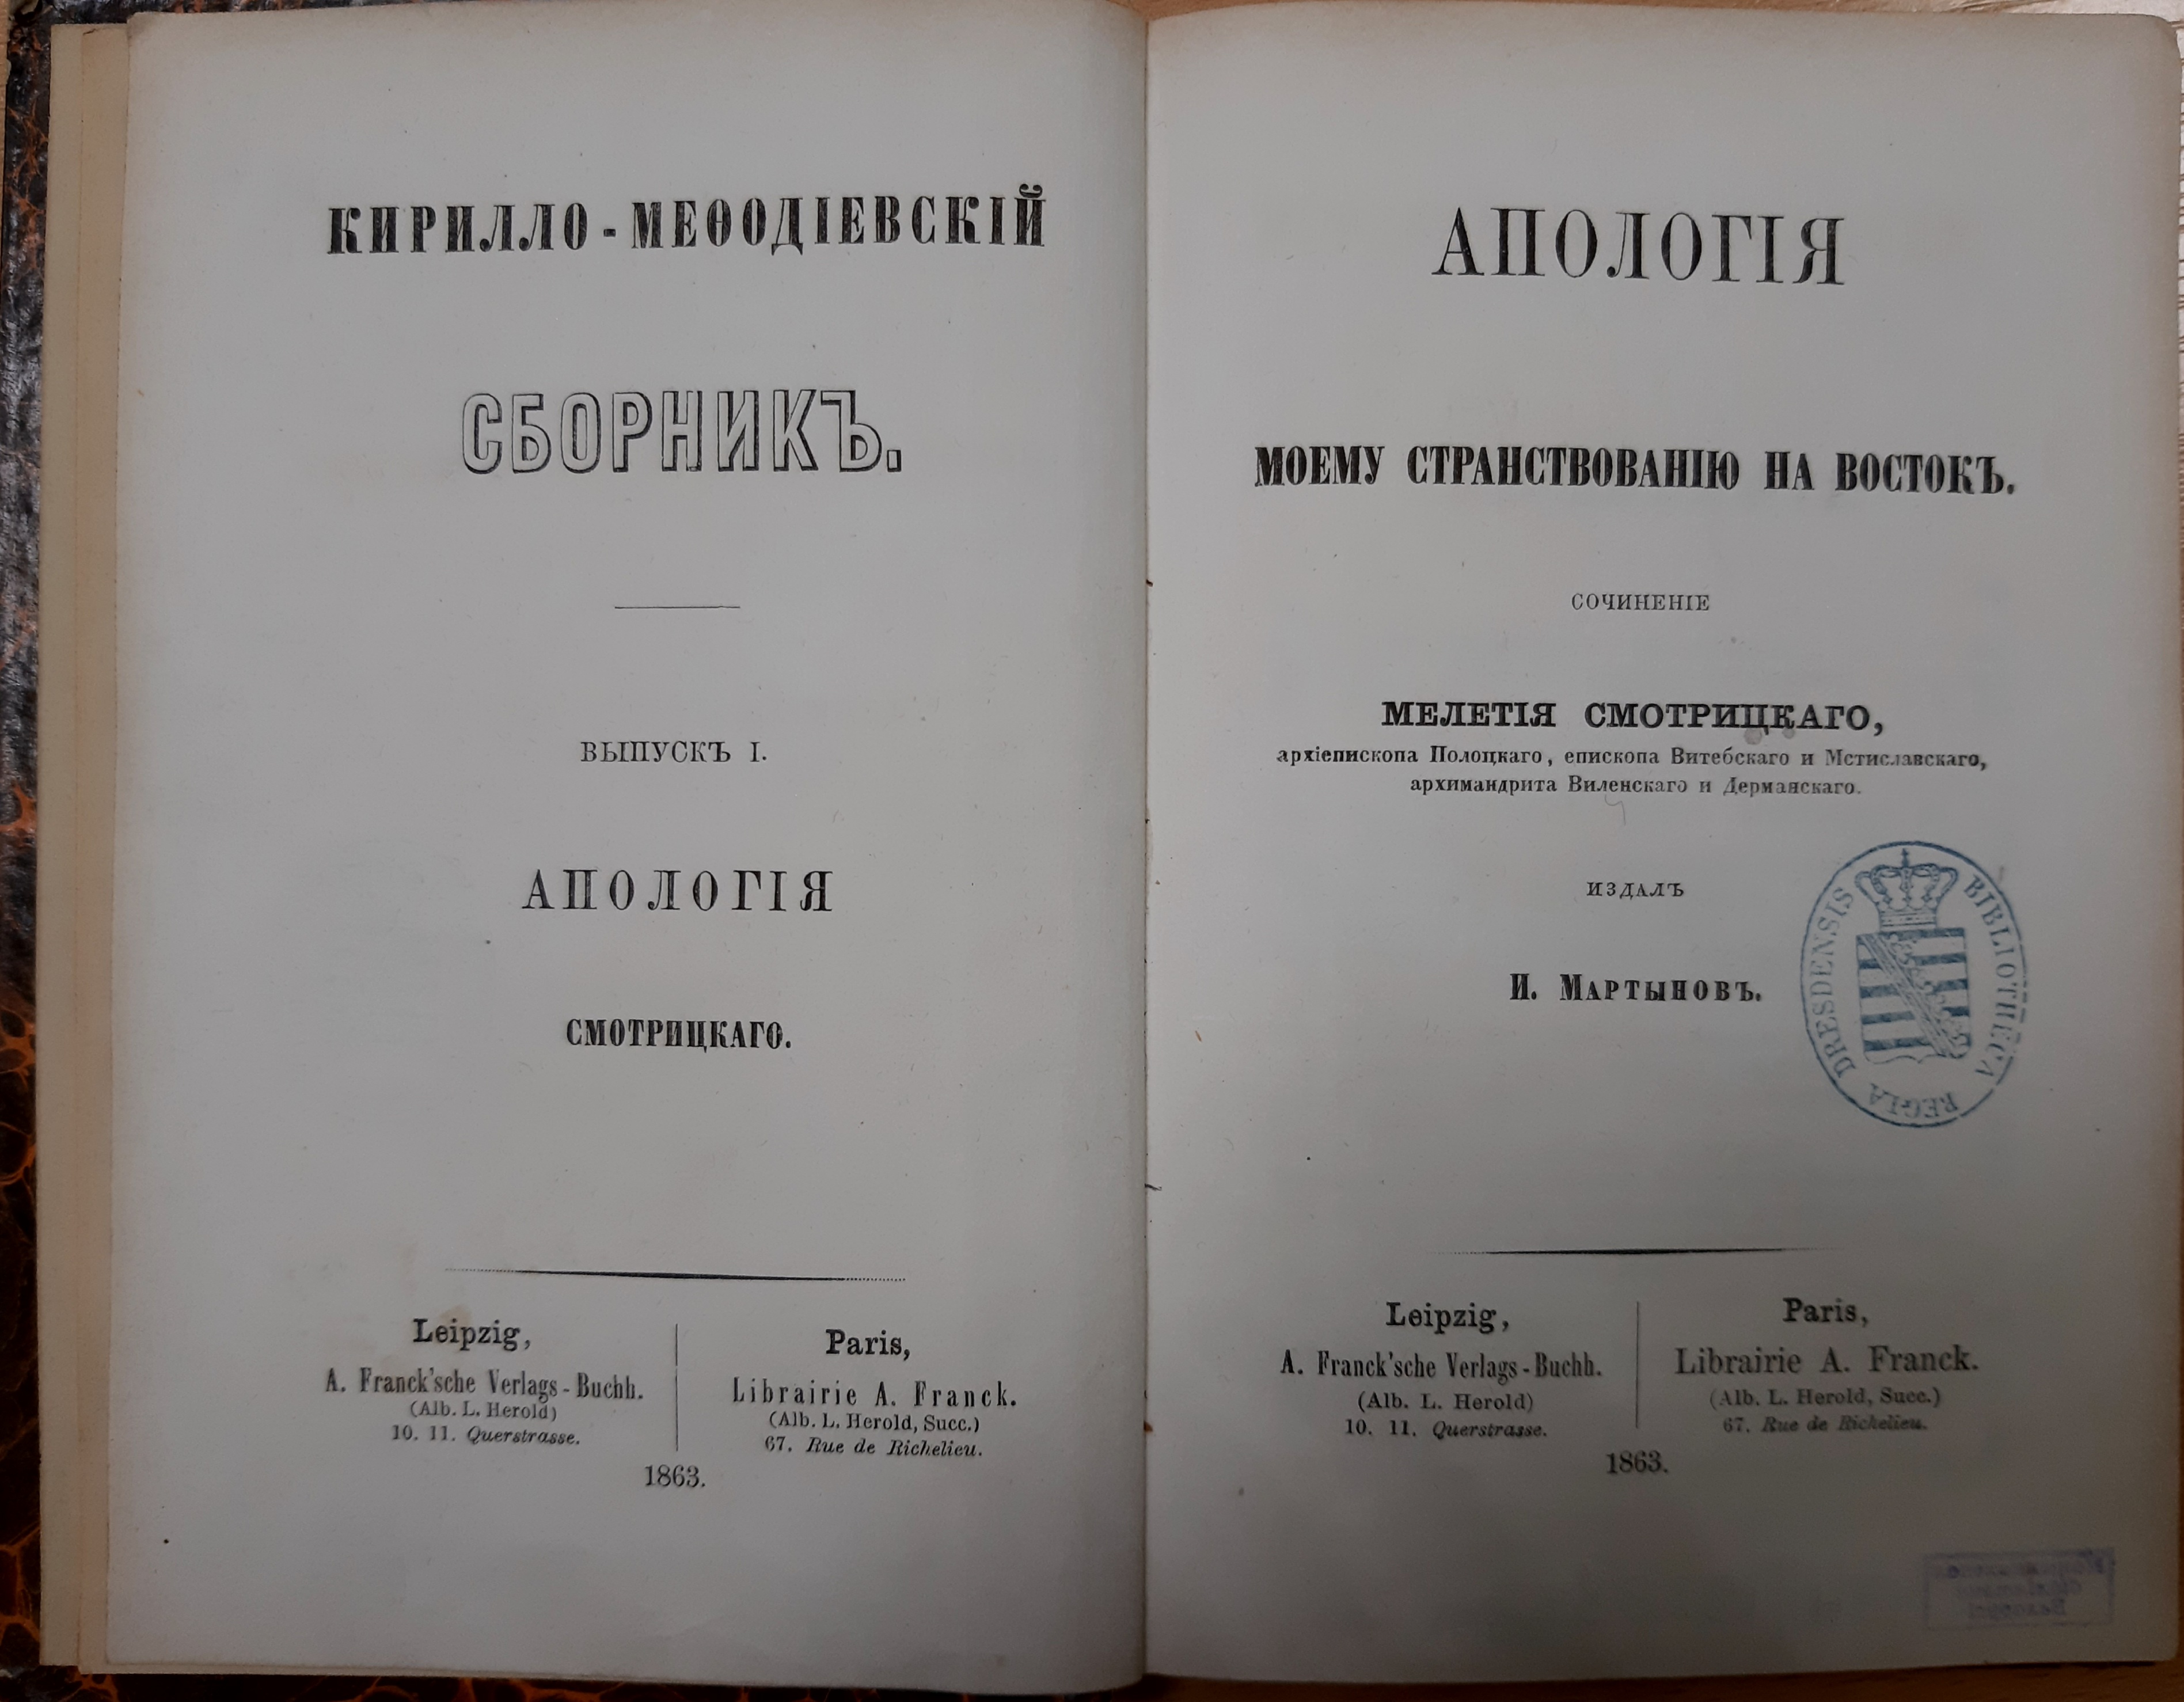 КИРИЛЛО-МЕѲОДІЕВСКІЙ
СБОРНИКЪ.
ВЫПУСКЪ I.
АПОЛОГІЯ
СМОТРИЦКАГО.
Leipzig,
A. Franck'sche Verlags-Buchh.
(Alb. L. Herold)
10. 11. Querstrasse.
Paris,
Librairie A. Franck.
(Alb. L. Herold, Succ.)
67. Rue de Richelieu.
1863.
АПОЛОГІЯ
МОЕМУ СТРАНСТВОВАНІЮ НА ВОСТОКЪ.
СОЧИНЕНІЕ
МЕЛЕТІЯ СМОТРИЦКАГО,
архіепископа Полоцкаго, епископа Витебскаго и Мстиславскаго,
архимандрита Виленскаго и Дерманскаго.
ИЗДАЛЪ
И. МАРТЫНОВЪ.
BIBLIOTHECA REGIA DRESDENSIS
Leipzig,
A. Franck'sche Verlags-Buchh.
(Alb. L. Herold)
10. 11. Querstrasse.
Paris,
Librairie A. Franck.
(Alb. L. Herold, Succ.)
67. Rue de Richelieu.
1863.